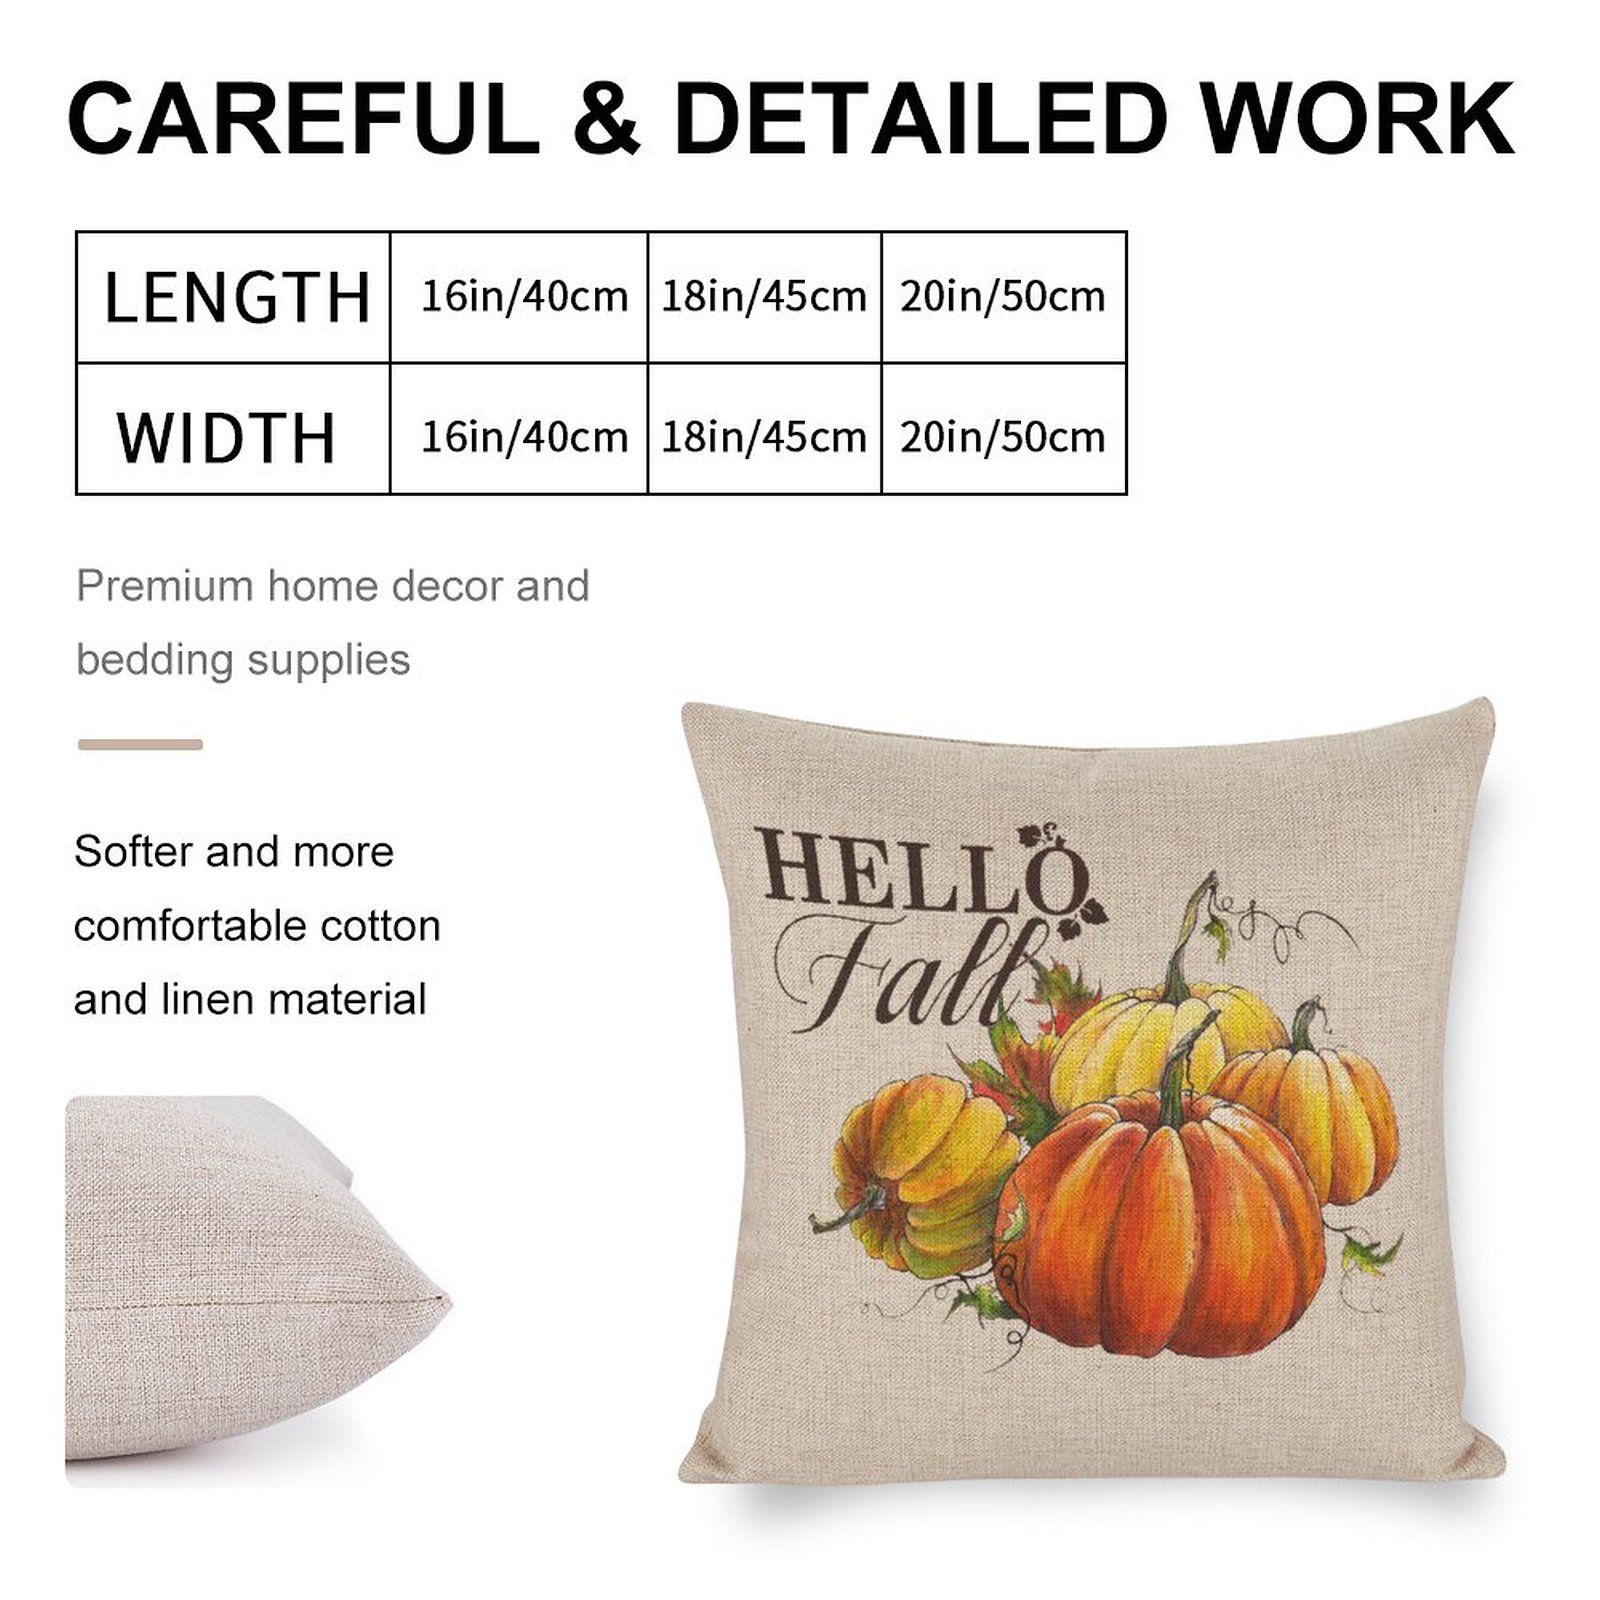 CAREFUL & DETAILED WORK
LENGTH 16in/40cm 18in/45cm 20in/50cm
WIDTH 16in/40cm 18in/45cm 20in/50cm
Premium home decor and
bedding supplies
Softer and more
comfortable cotton
and linen material
HELLO
Fall